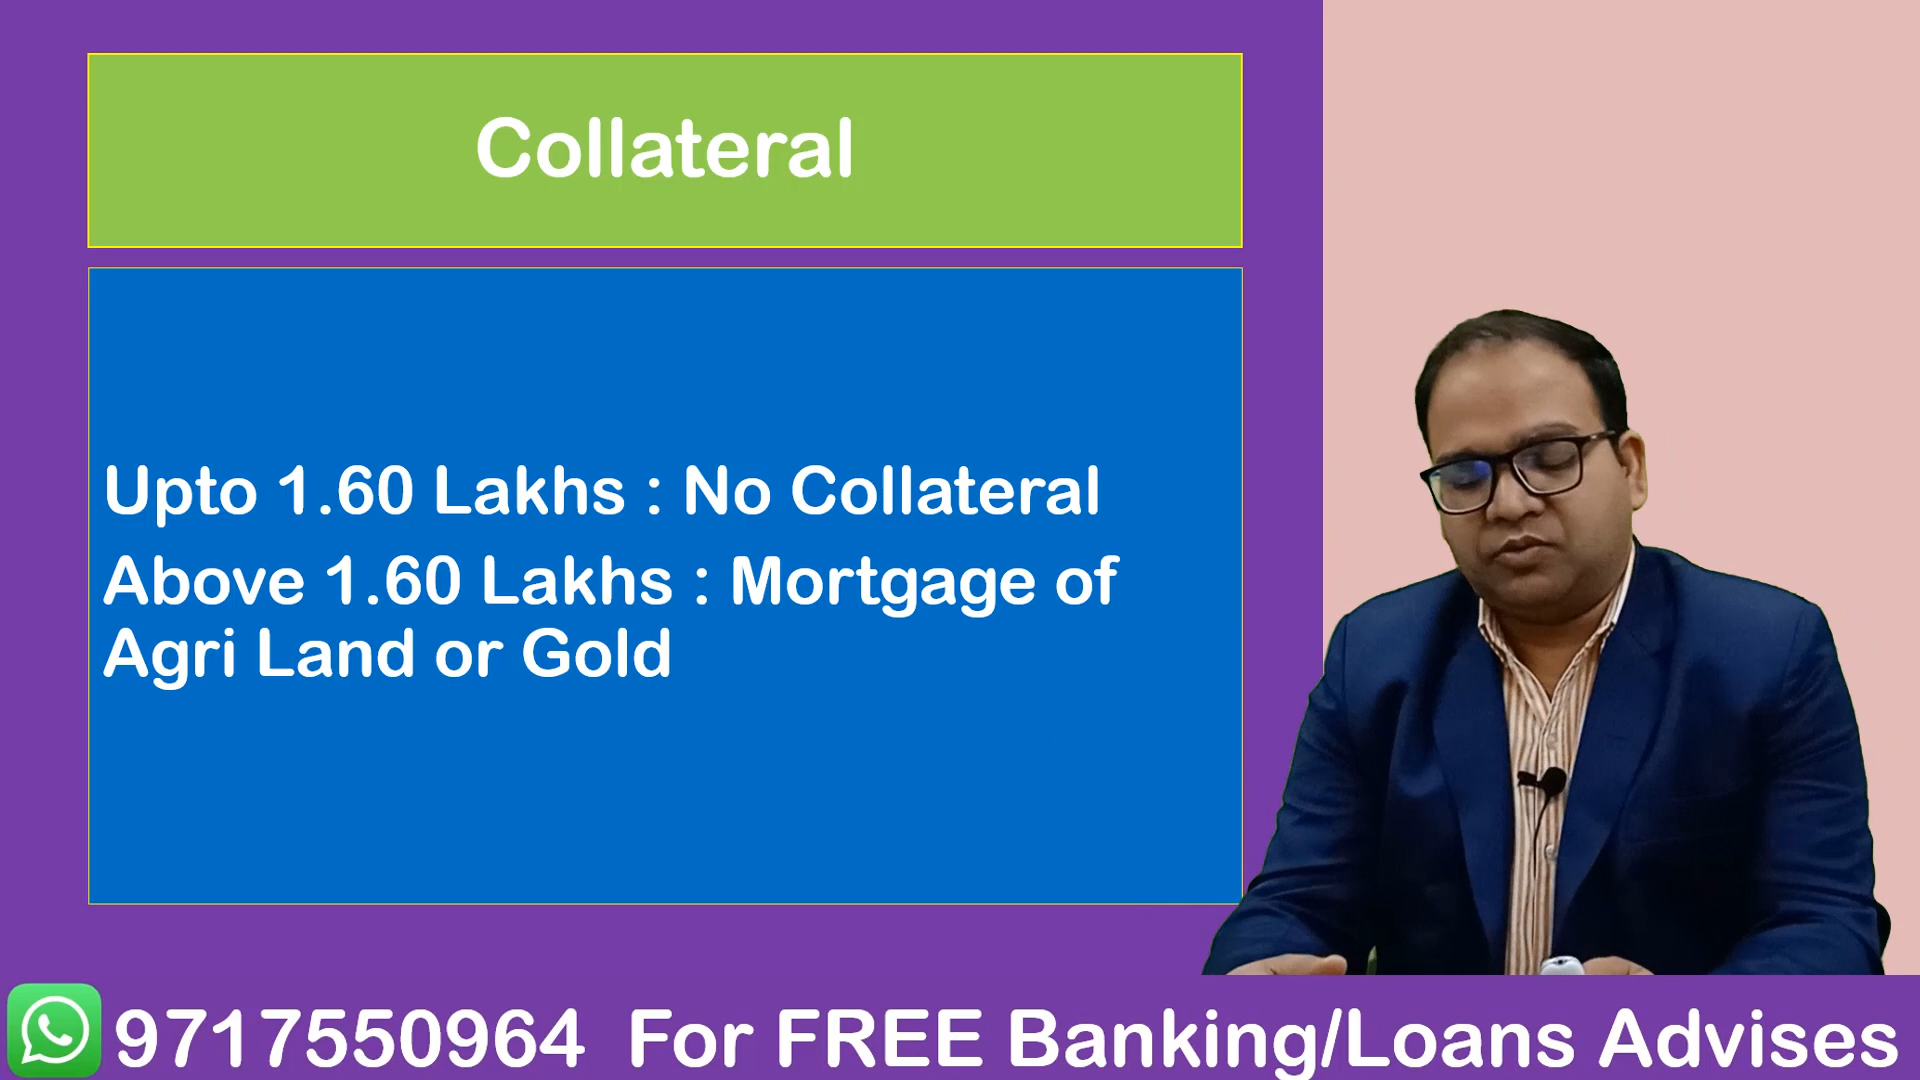 Collateral
Upto 1.60 Lakhs : No Collateral
Above 1.60 Lakhs : Mortgage of
Agri Land or Gold
9717550964 For FREE Banking/Loans Advises